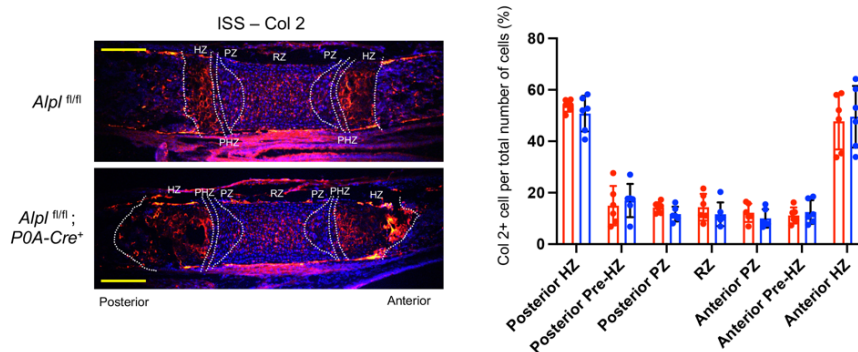 ISS – Col 2
PZ RZ PZ HZ
HZ
PHZ PHZ
Alpl fl/fl
HZ PHZ PZ RZ PZ PHZ HZ
Alpl fl/fl ;
P0A-Cre+
Posterior Anterior
Col 2+ cell per total number of cells (%)
80
60
40
20
0
Posterior HZ
Posterior Pre-HZ
Posterior PZ
RZ
Anterior PZ
Anterior Pre-HZ
Anterior HZ